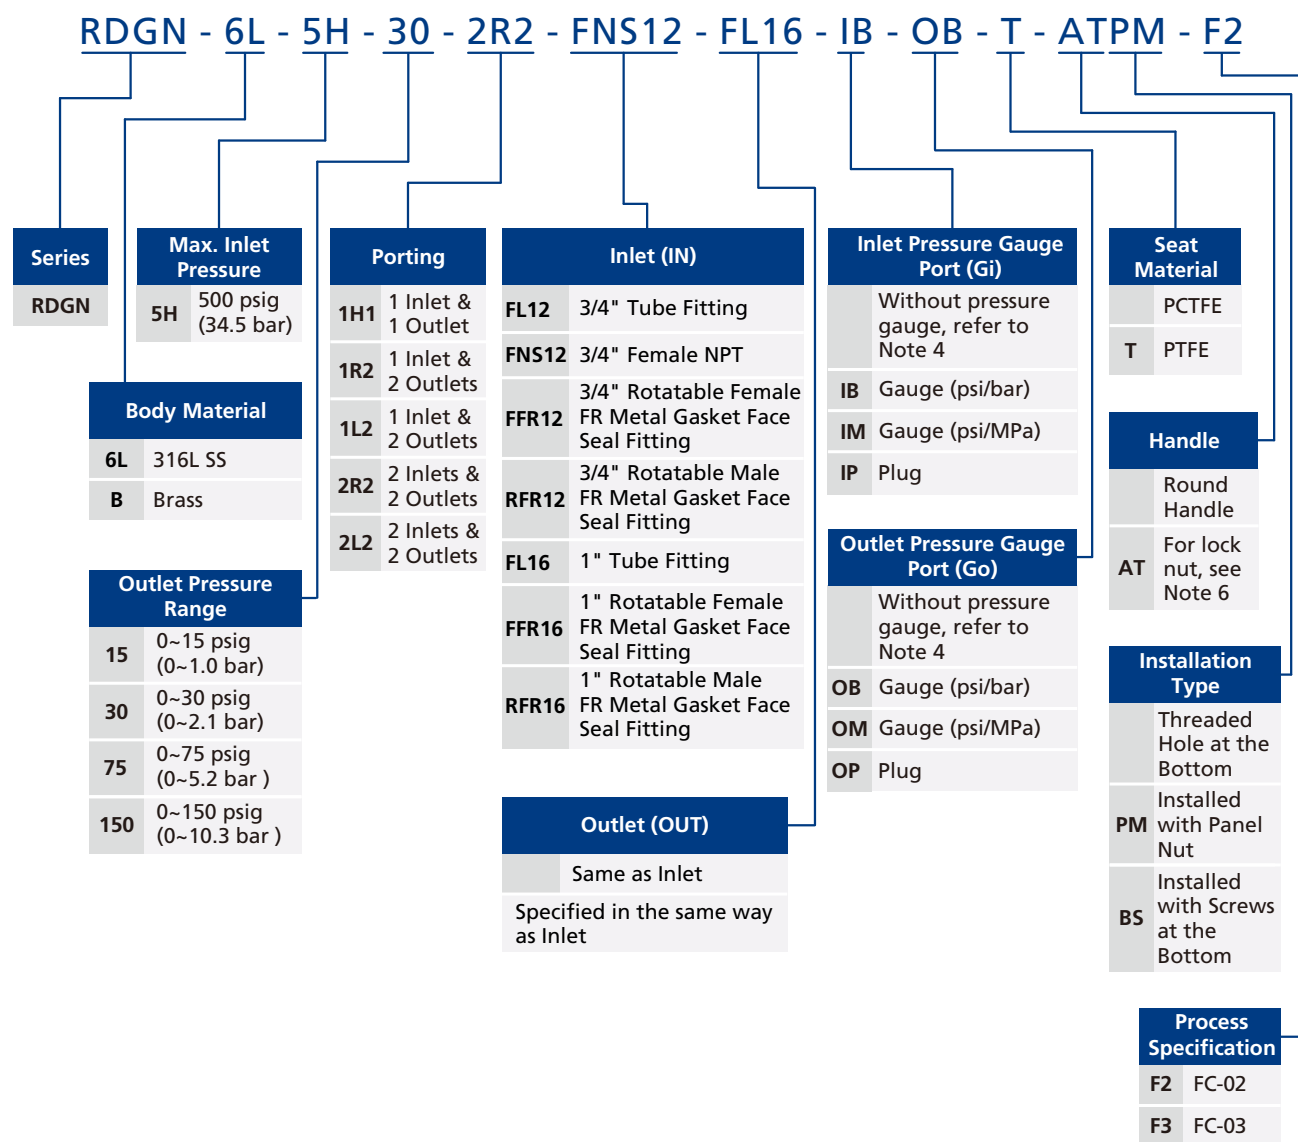 RDGN - 6L - 5H - 30 - 2R2 - FNS12 - FL16 - IB - OB - T - ATPM - F2
Series
RDGN
Max. Inlet
Pressure
5H
500 psig
(34.5 bar)
Body Material
6L 316L SS
B Brass
Outlet Pressure
Range
15
0~15 psig
(0~1.0 bar)
30
0~30 psig
(0~2.1 bar)
75
0~75 psig
(0~5.2 bar )
150
0~150 psig
(0~10.3 bar )
Porting
1H1
1 Inlet &
1 Outlet
1R2
1 Inlet &
2 Outlets
1L2
1 Inlet &
2 Outlets
2R2
2 Inlets &
2 Outlets
2L2
2 Inlets &
2 Outlets
Inlet (IN)
FL12 3/4" Tube Fitting
FNS12 3/4" Female NPT
FFR12
3/4" Rotatable Female
FR Metal Gasket Face
Seal Fitting
RFR12
3/4" Rotatable Male
FR Metal Gasket Face
Seal Fitting
FL16 1" Tube Fitting
FFR16
1" Rotatable Female
FR Metal Gasket Face
Seal Fitting
RFR16
1" Rotatable Male
FR Metal Gasket Face
Seal Fitting
Outlet (OUT)
Same as Inlet
Specified in the same way
as Inlet
Inlet Pressure Gauge
Port (Gi)
Without pressure
gauge, refer to
Note 4
IB Gauge (psi/bar)
IM Gauge (psi/MPa)
IP Plug
Outlet Pressure Gauge
Port (Go)
Without pressure
gauge, refer to
Note 4
OB Gauge (psi/bar)
OM Gauge (psi/MPa)
OP Plug
Seat
Material
PCTFE
T PTFE
Handle
Round
Handle
AT
For lock
nut, see
Note 6
Installation
Type
Threaded
Hole at the
Bottom
PM
Installed
with Panel
Nut
BS
Installed
with Screws
at the
Bottom
Process
Specification
F2 FC-02
F3 FC-03